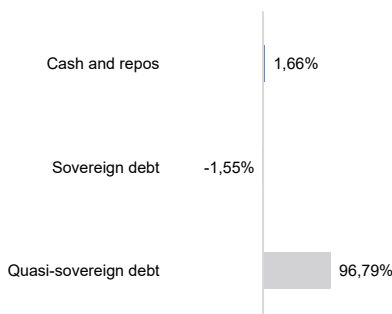 Cash and repos 1,66%
Sovereign debt -1,55%
Quasi-sovereign debt 96,79%